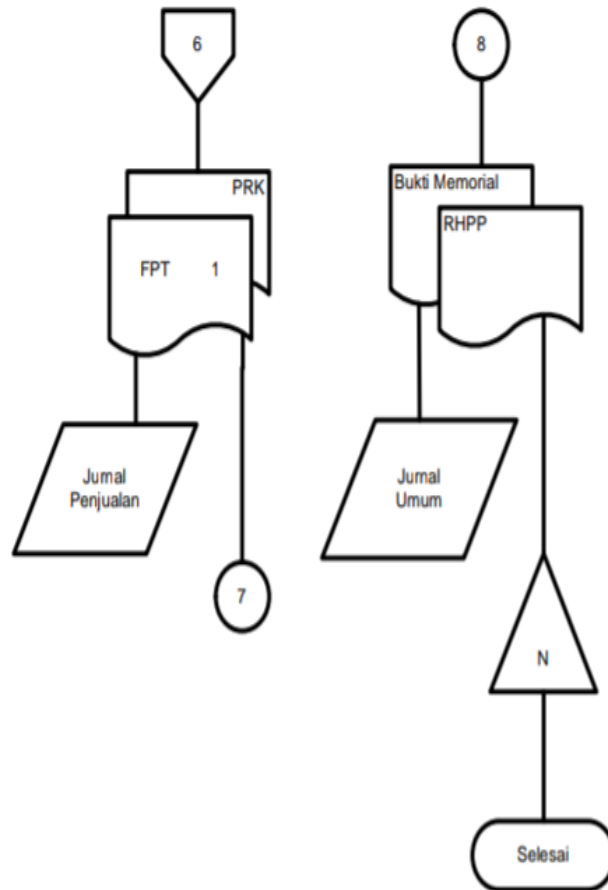 6
PRK
FPT 1
Jurnal
Penjualan
7
8
Bukti Memorial
RHPP
Jurnal
Umum
N
Selesai